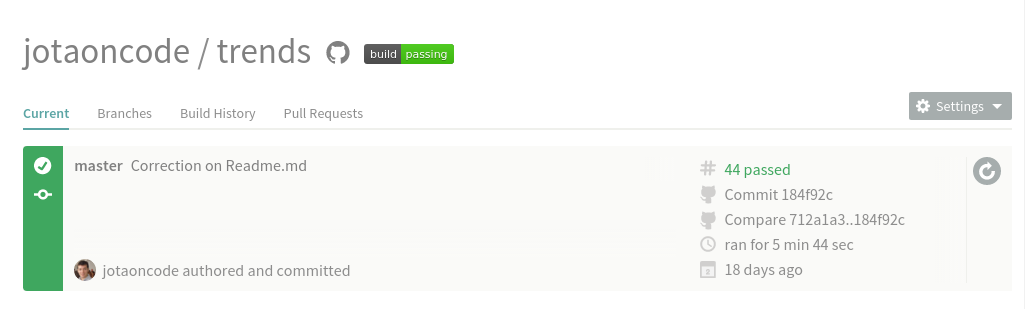 jotaoncode / trends build passing
Current Branches Build History Pull Requests Settings
master Correction on Readme.md
44 passed
Commit 184f92c
Compare 712a1a3..184f92c
ran for 5 min 44 sec
jotaoncode authored and committed
18 days ago